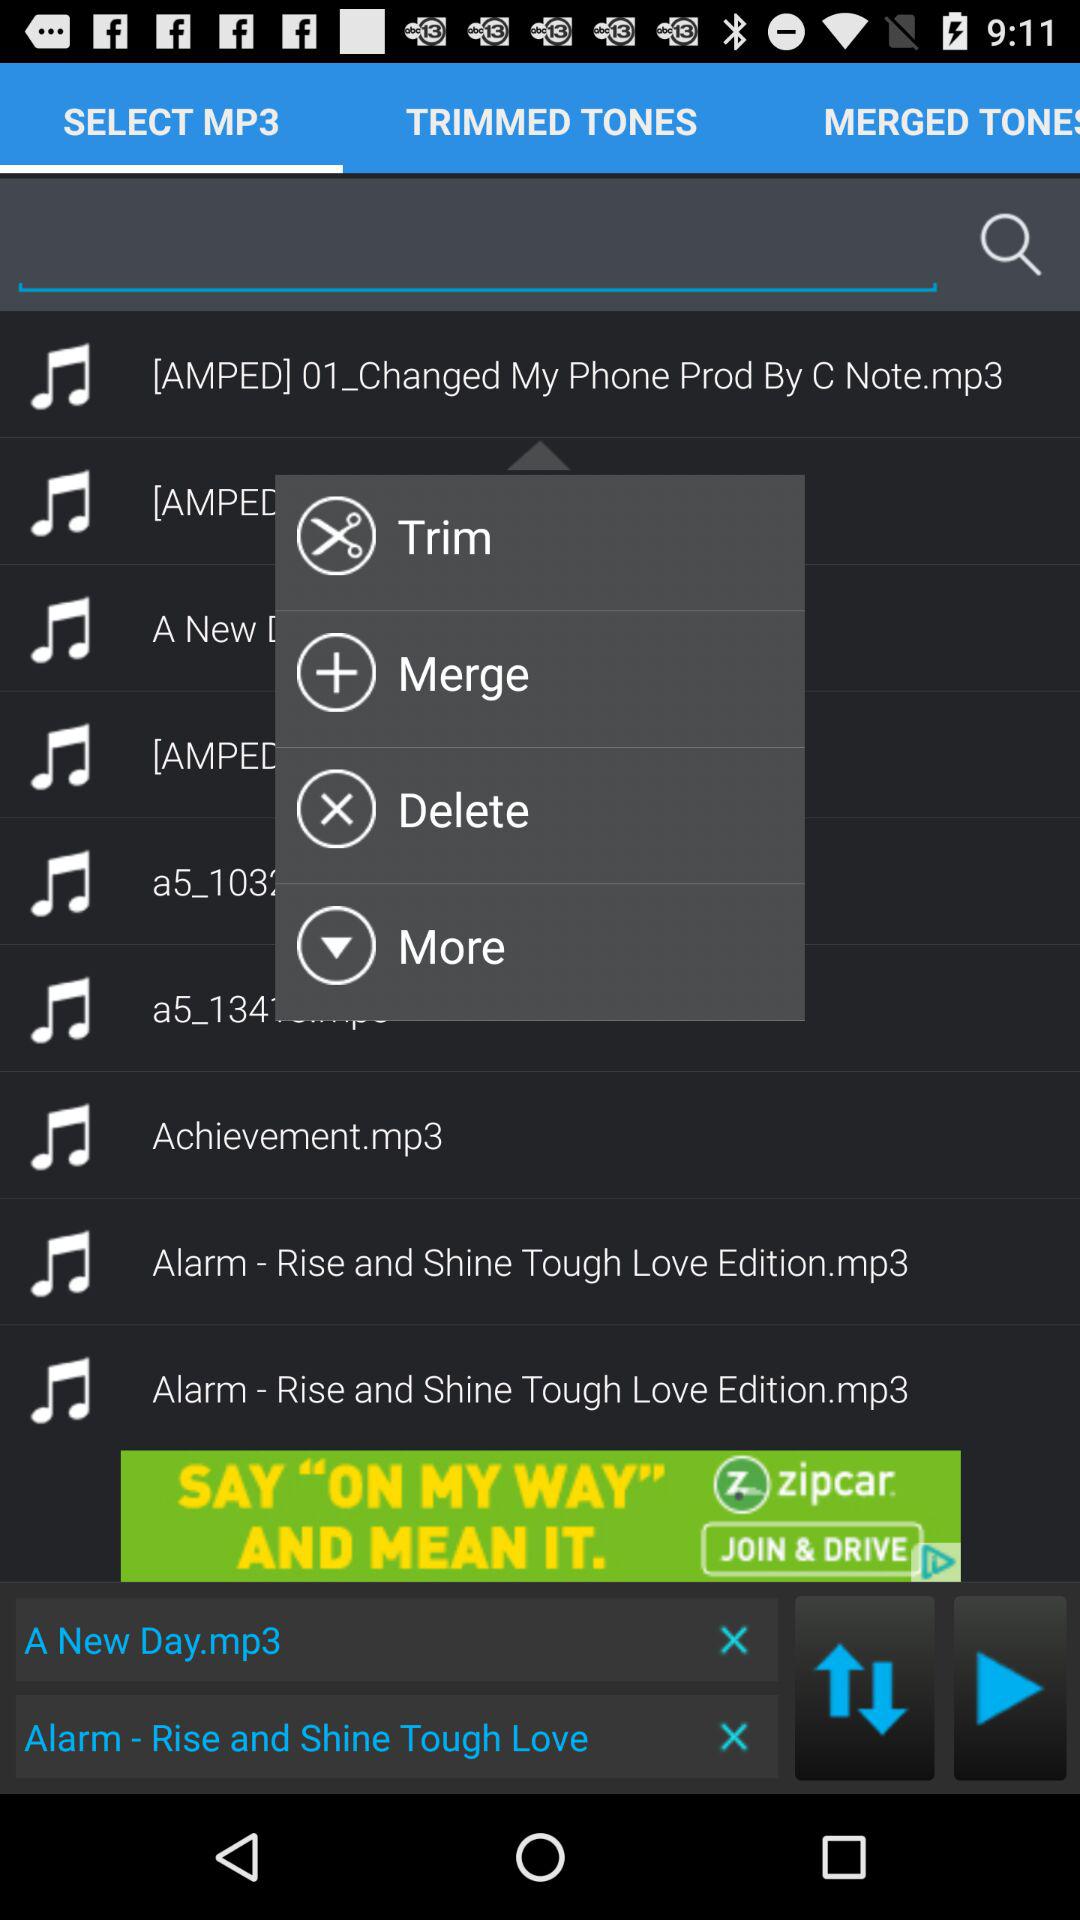 9:11
SELECT MP3 TRIMMED TONES MERGED TONES
[AMPED] 01_Changed My Phone Prod By C Note.mp3
[AMPED
Trim
A New
Merge
[AMPED
Delete
a5_103
More
a5_134
Achievement.mp3
Alarm - Rise and Shine Tough Love Edition.mp3
Alarm - Rise and Shine Tough Love Edition.mp3
SAY "ON MY WAY" zipcar
AND MEAN IT. JOIN & DRIVE
A New Day.mp3
Alarm - Rise and Shine Tough Love